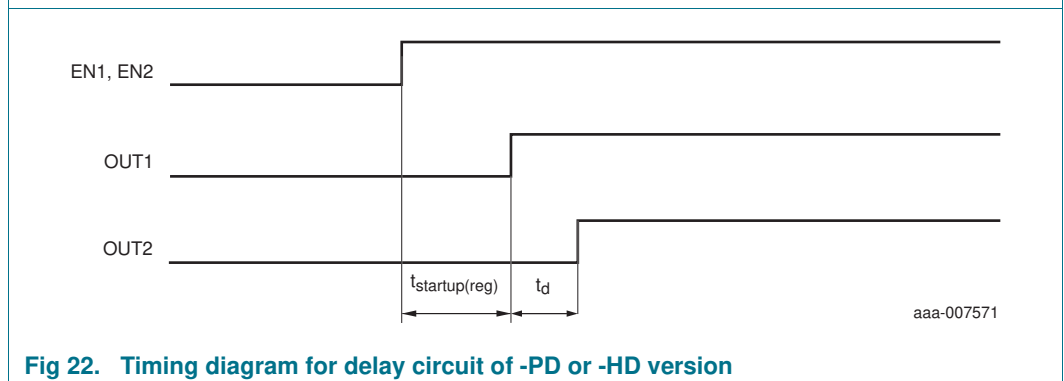 EN1, EN2
OUT1
OUT2
tstartup(reg)
td
aaa-007571
Fig 22. Timing diagram for delay circuit of -PD or -HD version